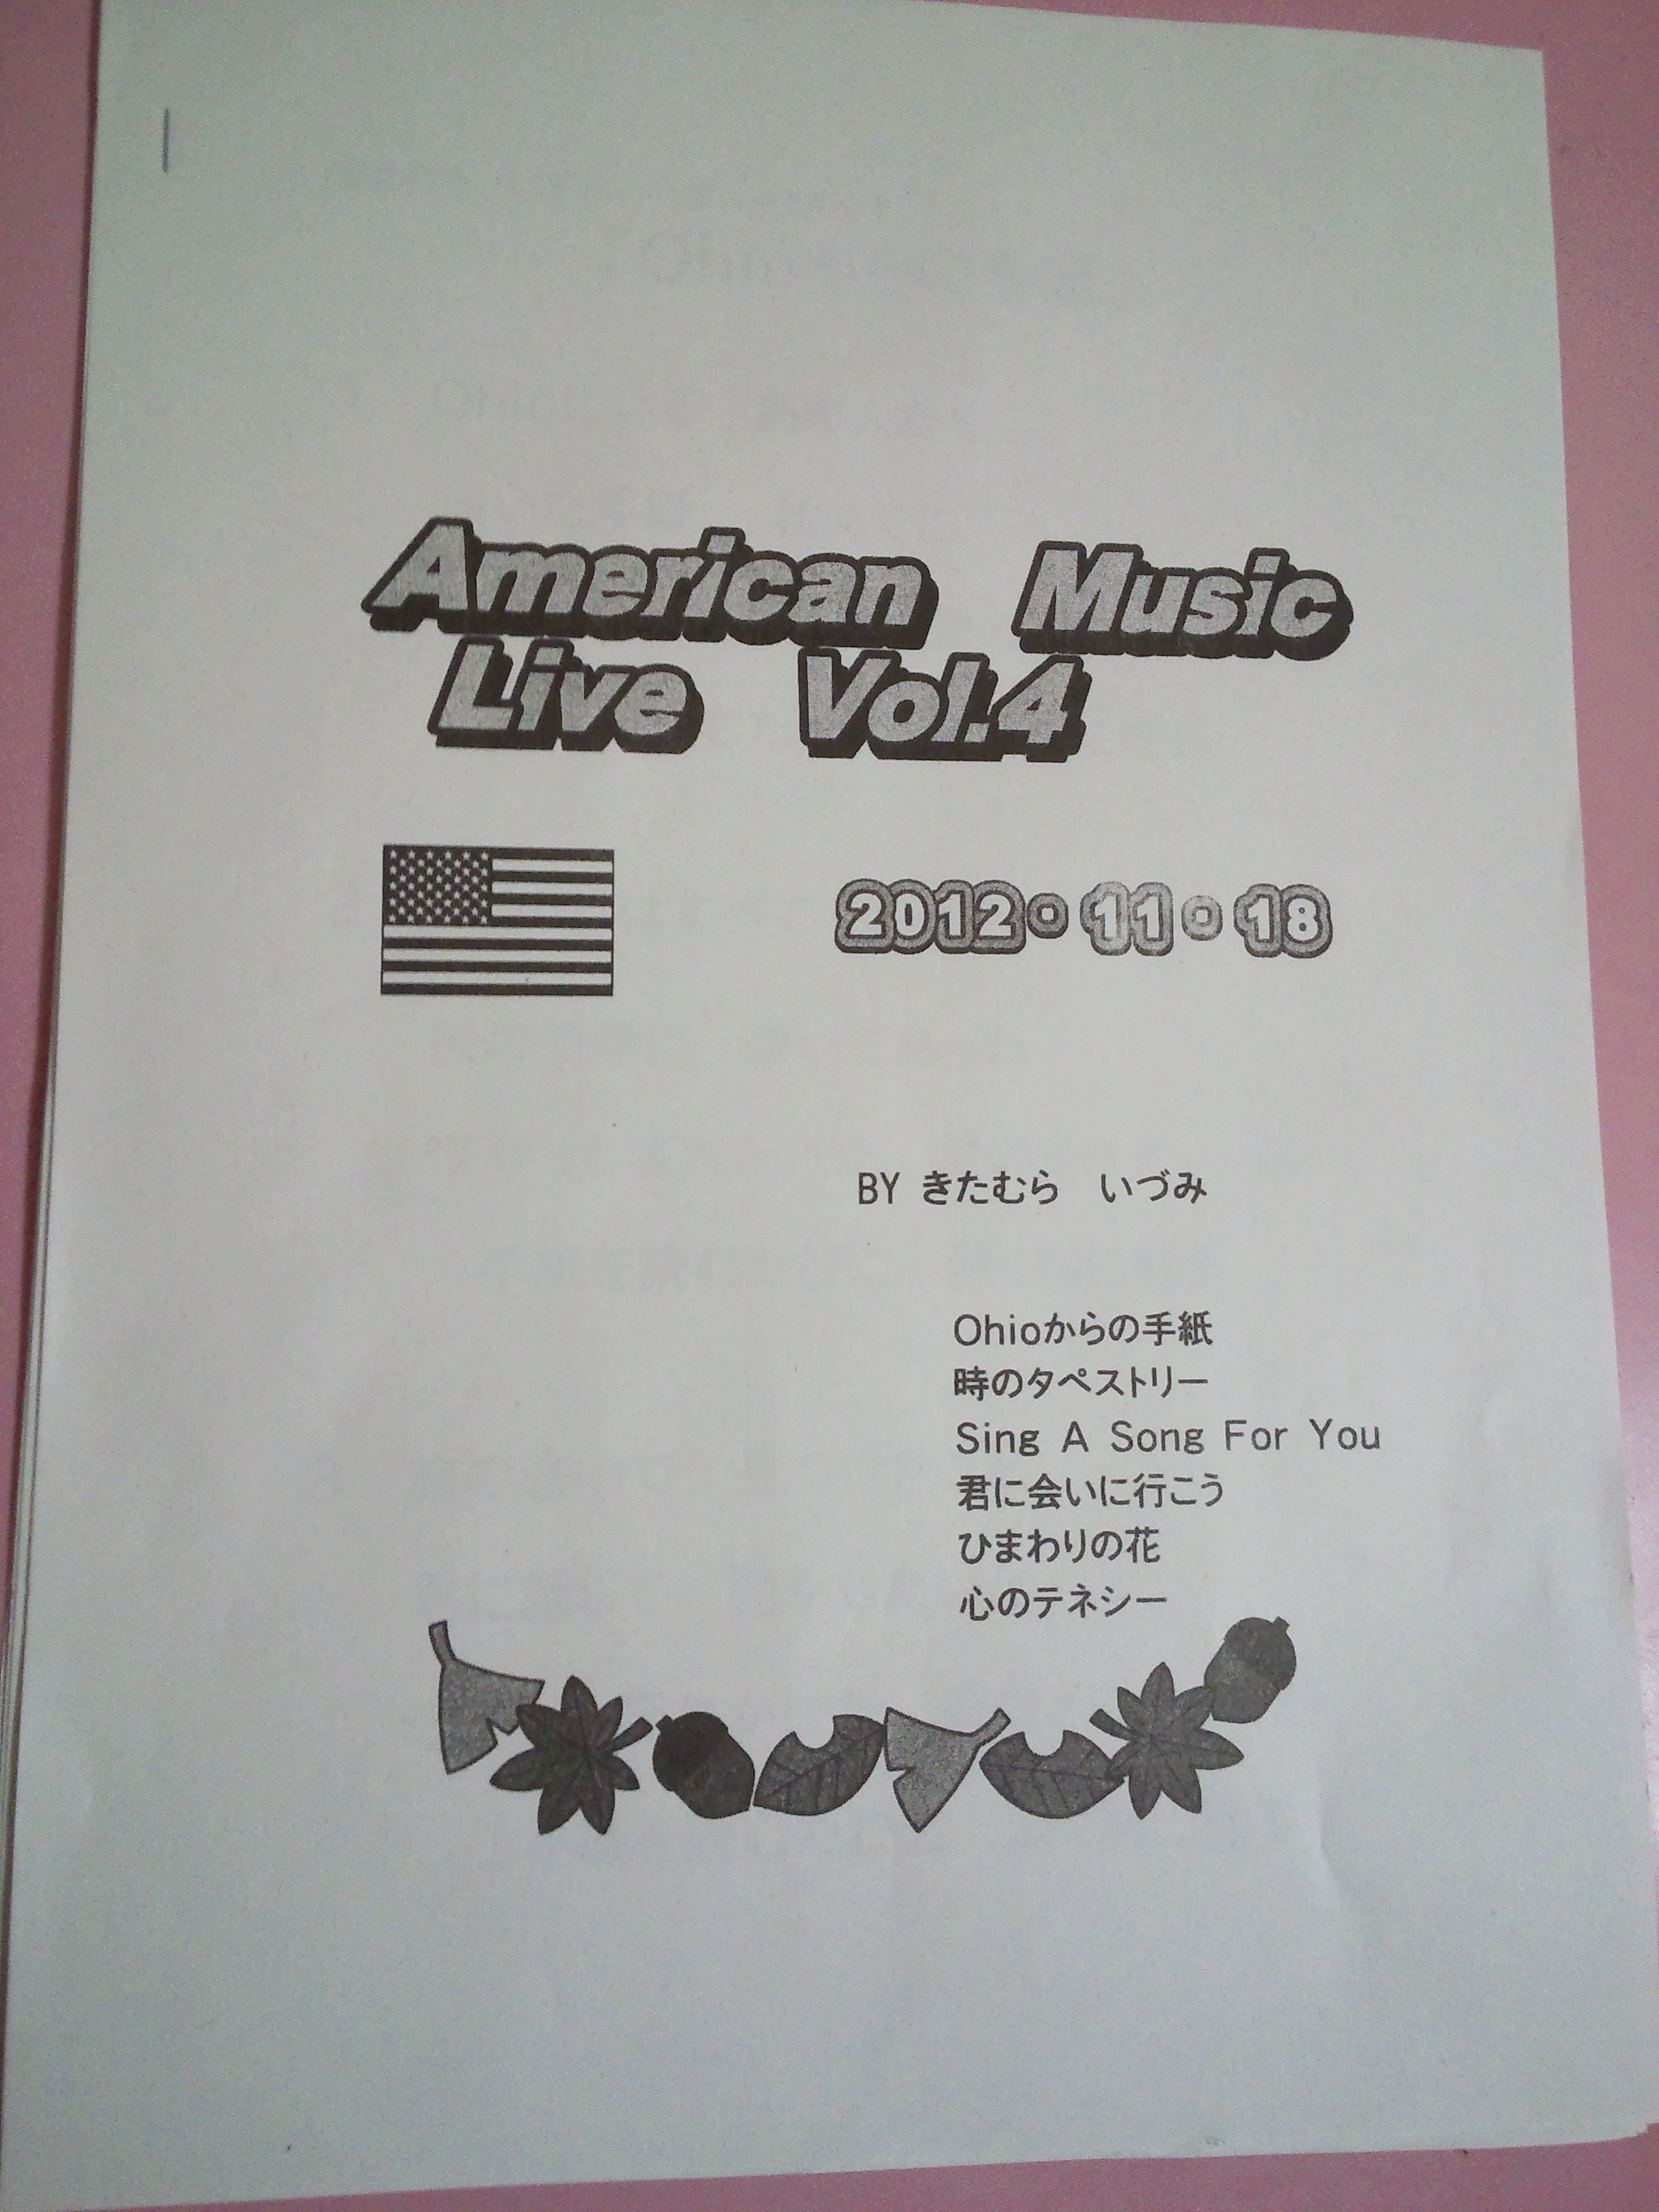 American Music
Live Vol.4
2012・11・18
BY きたむら いづみ
Ohioからの手紙
時のタペストリー
Sing A Song For You
君に会いに行こう
ひまわりの花
心のテネシー